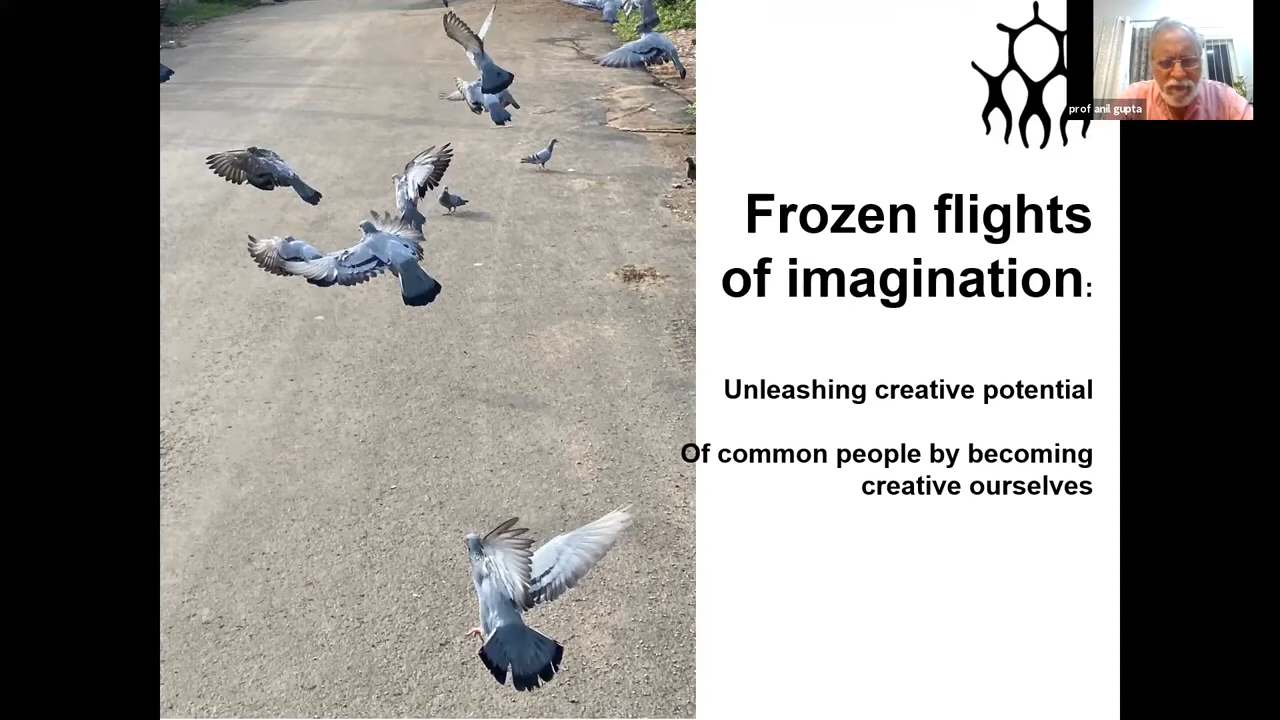 prof anil gupta
Frozen flights
of imagination:
Unleashing creative potential
Of common people by becoming
creative ourselves